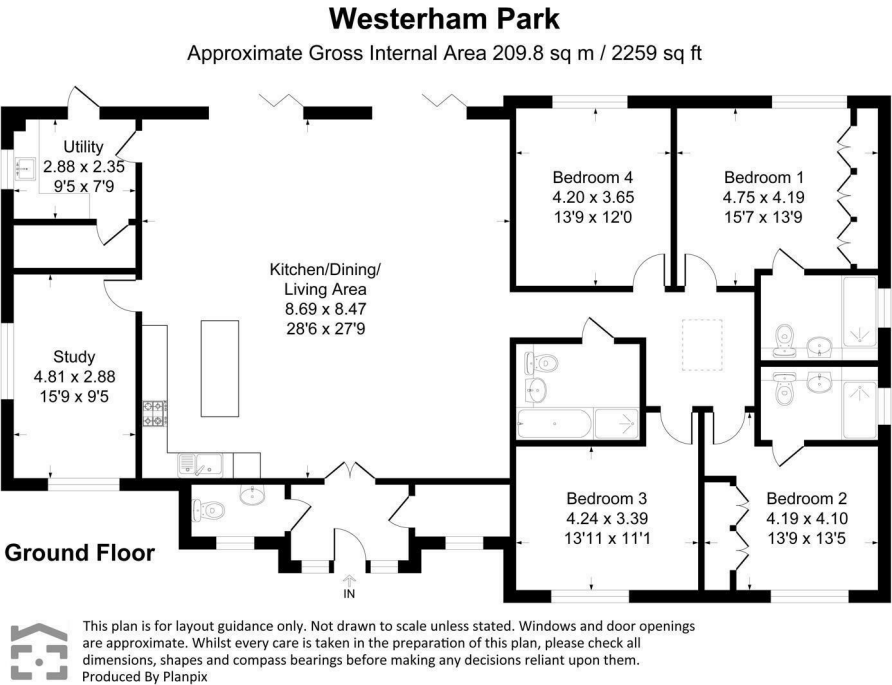 Westerham Park
Approximate Gross Internal Area 209.8 sq m / 2259 sq ft
Utility
2.88 x 2.35
9'5 x 7'9
Bedroom 4
4.20 x 3.65
13'9 x 12'0
Bedroom 1
4.75 x 4.19
15'7 x 13'9
Kitchen/Dining/
Living Area
8.69 x 8.47
28'6 x 27'9
Study
4.81 x 2.88
15'9 x 9'5
Bedroom 3
4.24 x 3.39
13'11 x 11'1
Bedroom 2
4.19 x 4.10
13'9 x 13'5
Ground Floor
IN
This plan is for layout guidance only. Not drawn to scale unless stated. Windows and door openings
are approximate. Whilst every care is taken in the preparation of this plan, please check all
dimensions, shapes and compass bearings before making any decisions reliant upon them.
Produced By Planpix